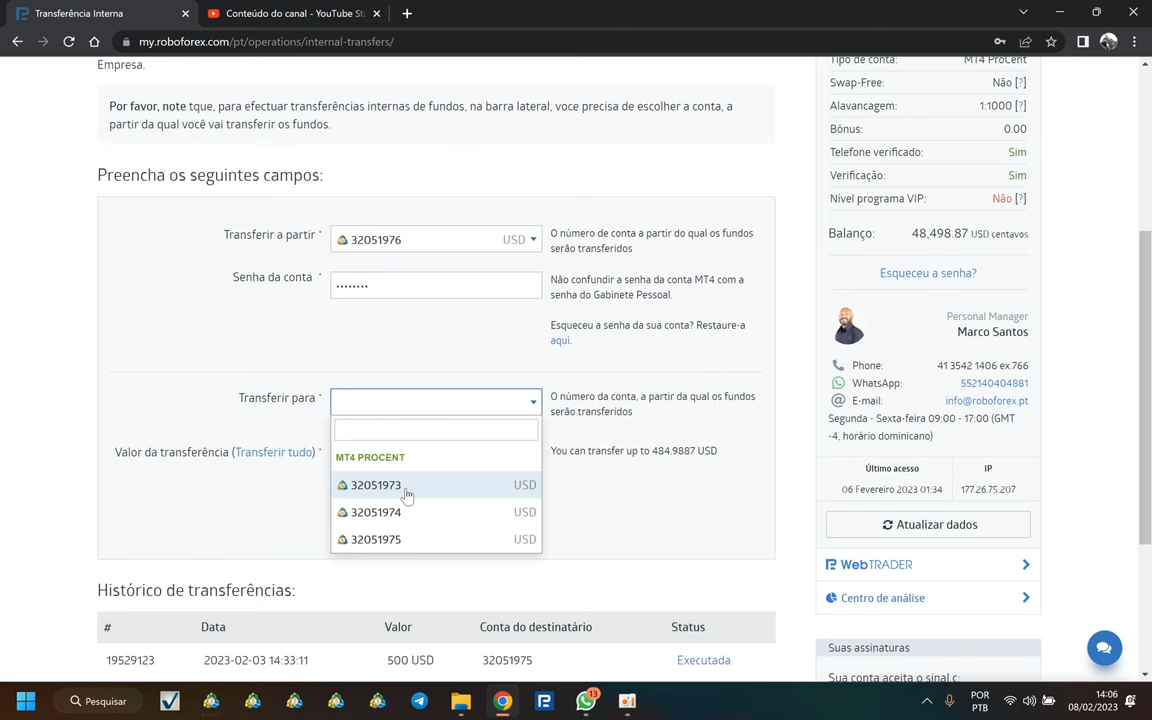 Transferência Interna
Conteúdo do canal - YouTube St
my.roboforex.com/pt/operations/internal-transfers/
Empresa.
Por favor, note tque, para efectuar transferências internas de fundos, na barra lateral, voce precisa de escolher a conta, a
partir da qual você vai transferir os fundos.
Preencha os seguintes campos:
Transferir a partir *
32051976 USD
O número de conta a partir do qual os fundos
serão transferidos
Senha da conta *
••••••••
Não confundir a senha da conta MT4 com a
senha do Gabinete Pessoal.
Esqueceu a senha da sua conta? Restaure-a
aqui.
Transferir para *
O número da conta, a partir da qual os fundos
serão transferidos
Valor da transferência (Transferir tudo) *
You can transfer up to 484.9887 USD
MT4 PROCENT
32051973 USD
32051974 USD
32051975 USD
Histórico de transferências:
# Data Valor Conta do destinatário Status
19529123 2023-02-03 14:33:11 500 USD 32051975 Executada
Tipo de conta: MT4 ProCent
Swap-Free: Não [?]
Alavancagem: 1:1000 [?]
Bónus: 0.00
Telefone verificado: Sim
Verificação: Sim
Nível programa VIP: Não [?]
Balanço: 48,498.87 USD centavos
Esqueceu a senha?
Personal Manager
Marco Santos
Phone: 41 3542 1406 ex.766
WhatsApp: 552140404881
E-mail: info@roboforex.pt
Segunda - Sexta-feira 09:00 - 17:00 (GMT
-4, horário dominicano)
Último acesso IP
06 Fevereiro 2023 01:34 177.26.75.207
Atualizar dados
WebTRADER
Centro de análise
Suas assinaturas
Sua conta aceita o sinal c:
Pesquisar
13
POR
PTB
14:06
08/02/2023